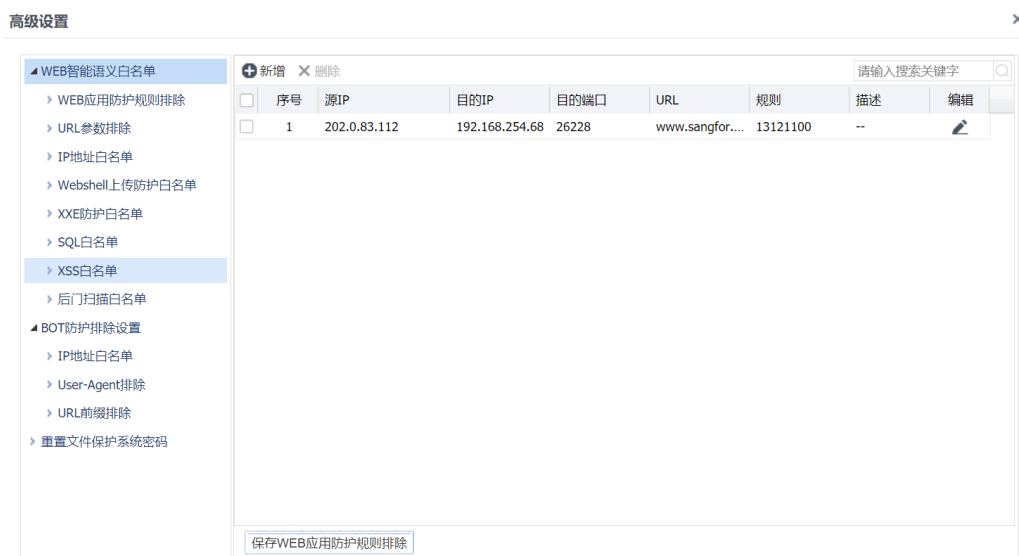 高级设置
WEB智能语义白名单
WEB应用防护规则排除
URL参数排除
IP地址白名单
Webshell上传防护白名单
XXE防护白名单
SQL白名单
XSS白名单
后门扫描白名单
BOT防护排除设置
IP地址白名单
User-Agent排除
URL前缀排除
重置文件保护系统密码
新增 删除 请输入搜索关键字
序号 源IP 目的IP 目的端口 URL 规则 描述 编辑
1 202.0.83.112 192.168.254.68 26228 www.sangfor.... 13121100 --
保存WEB应用防护规则排除